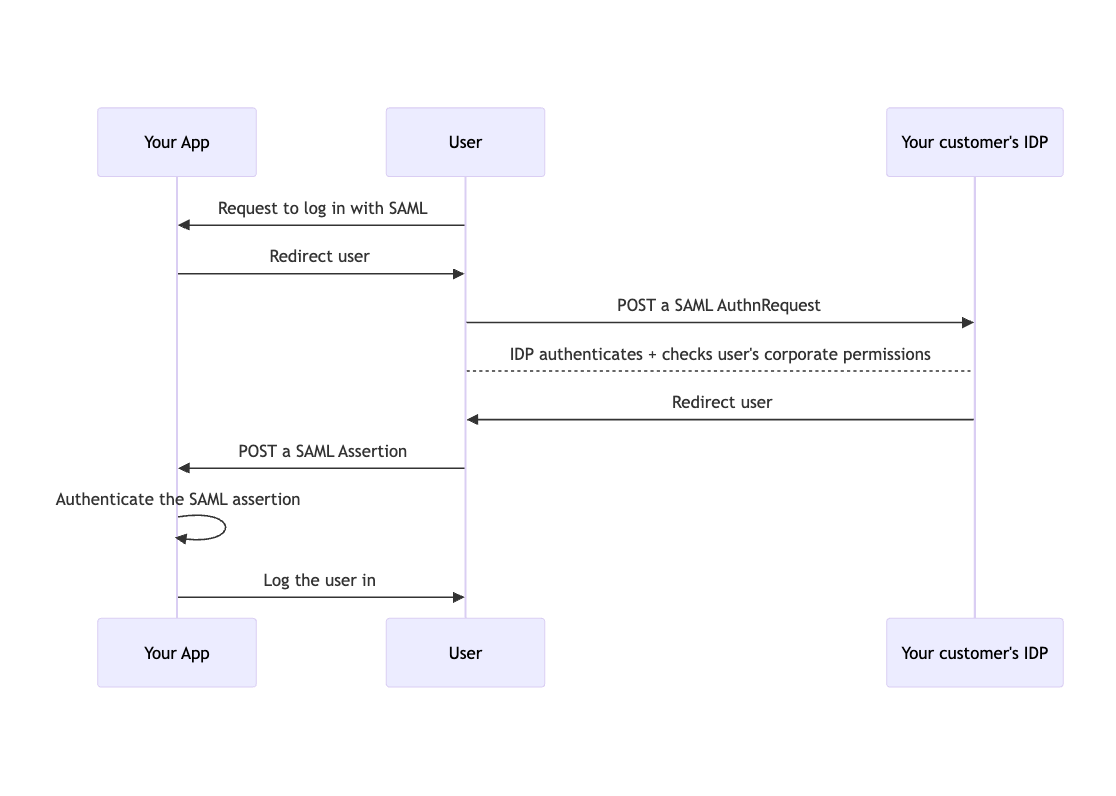 Your App
User
Your customer's IDP
Request to log in with SAML
Redirect user
POST a SAML AuthnRequest
IDP authenticates + checks user's corporate permissions
Redirect user
POST a SAML Assertion
Authenticate the SAML assertion
Log the user in
Your App
User
Your customer's IDP